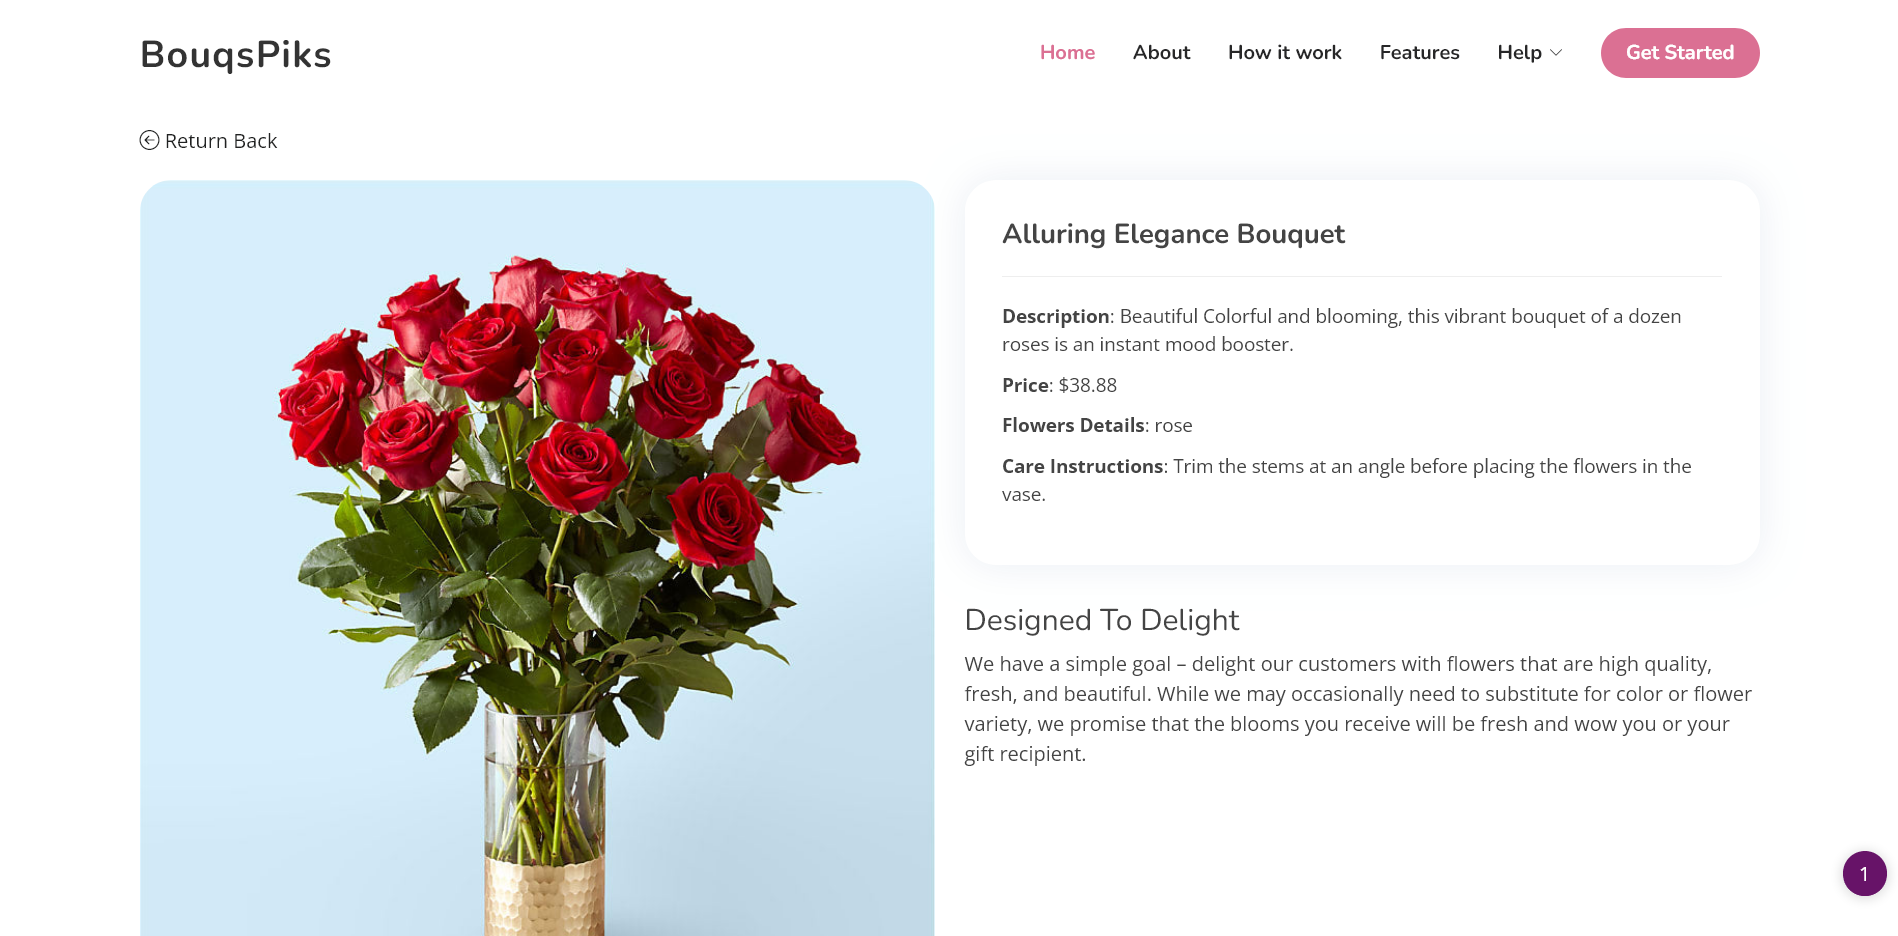 BouqsPiks
Home
About
How it work
Features
Help
Get Started
Return Back
Alluring Elegance Bouquet
Description: Beautiful Colorful and blooming, this vibrant bouquet of a dozen
roses is an instant mood booster.
Price: $38.88
Flowers Details: rose
Care Instructions: Trim the stems at an angle before placing the flowers in the
vase.
Designed To Delight
We have a simple goal – delight our customers with flowers that are high quality,
fresh, and beautiful. While we may occasionally need to substitute for color or flower
variety, we promise that the blooms you receive will be fresh and wow you or your
gift recipient.
1